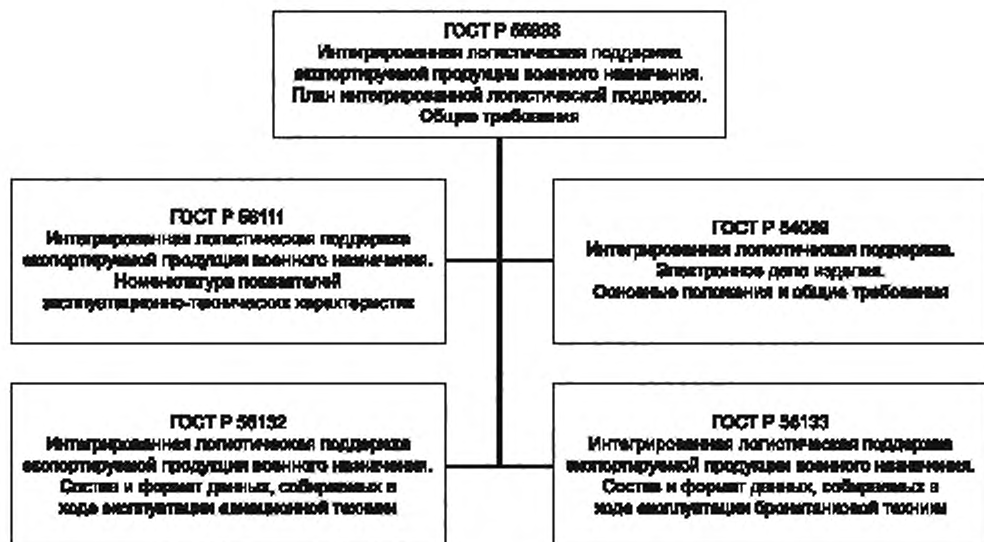 ГОСТ Р
Интегрированная логистическая поддержка
экспортируемой продукции военного назначения.
План интегрированной логистической поддержки.
Общие требования
ГОСТ Р 56111
Интегрированная логистическая поддержка
экспортируемой продукции военного назначения.
Номенклатура показателей
эксплуатационно-технических характеристик
ГОСТ Р
Интегрированная логистическая поддержка.
Электронное дело изделия.
Основные положения и общие требования
ГОСТ Р
Интегрированная логистическая поддержка
экспортируемой продукции военного назначения.
Состав и формат данных, собираемых в
ходе эксплуатации авиационной техники
ГОСТ Р 56133
Интегрированная логистическая поддержка
экспортируемой продукции военного назначения.
Состав и формат данных, собираемых в
ходе эксплуатации бронетанковой техники